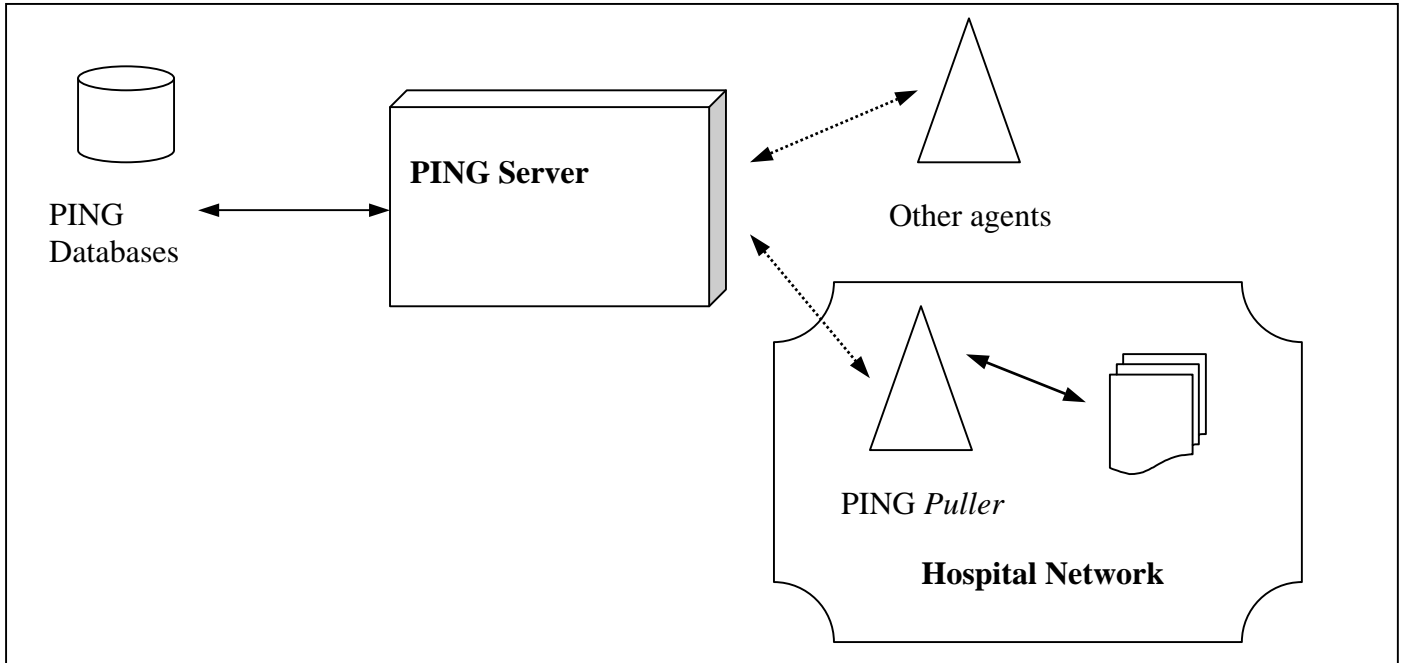 PING Server
PING
Databases
Other agents
PING Puller
Hospital Network